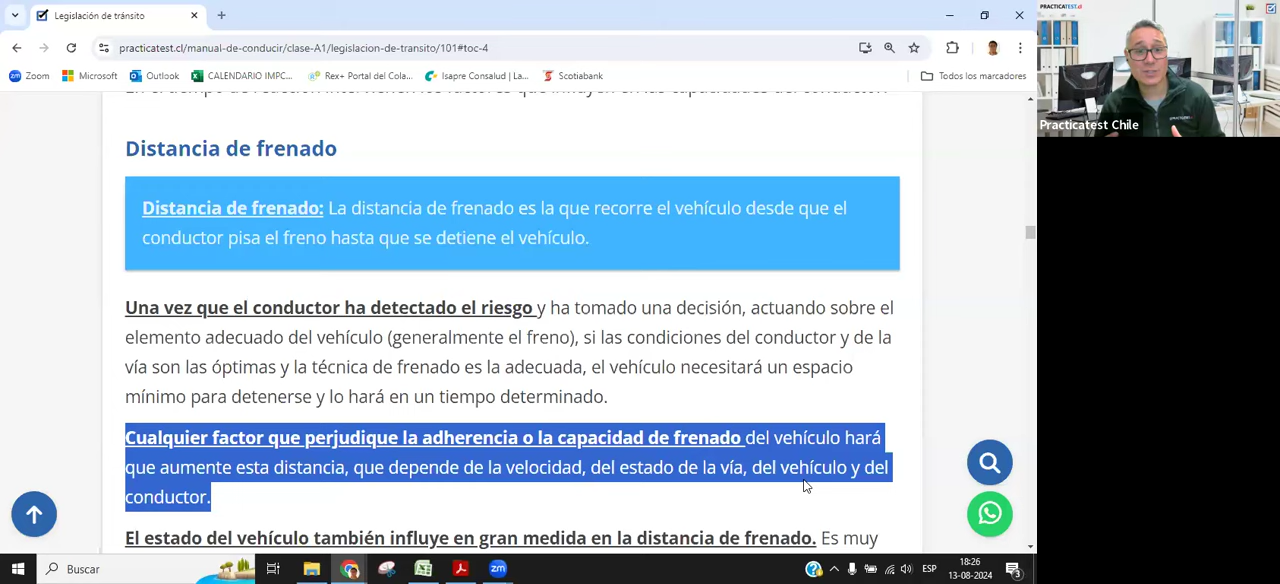 Legislación de tránsito
practicatest.cl/manual-de-conducir/clase-A1/legislacion-de-transito/101#toc-4
Zoom
Microsoft
Outlook
CALENDARIO IMPC...
Rex+ Portal del Cola...
Isapre Consalud | La...
Scotiabank
Todos los marcadores
PRACTICATEST.cl
Practicatest Chile
Distancia de frenado
Distancia de frenado: La distancia de frenado es la que recorre el vehículo desde que el
conductor pisa el freno hasta que se detiene el vehículo.
Una vez que el conductor ha detectado el riesgo y ha tomado una decisión, actuando sobre el
elemento adecuado del vehículo (generalmente el freno), si las condiciones del conductor y de la
vía son las óptimas y la técnica de frenado es la adecuada, el vehículo necesitará un espacio
mínimo para detenerse y lo hará en un tiempo determinado.
Cualquier factor que perjudique la adherencia o la capacidad de frenado del vehículo hará
que aumente esta distancia, que depende de la velocidad, del estado de la vía, del vehículo y del
conductor.
El estado del vehículo también influye en gran medida en la distancia de frenado. Es muy
Buscar
zm
ESP
18:26
13-08-2024
3